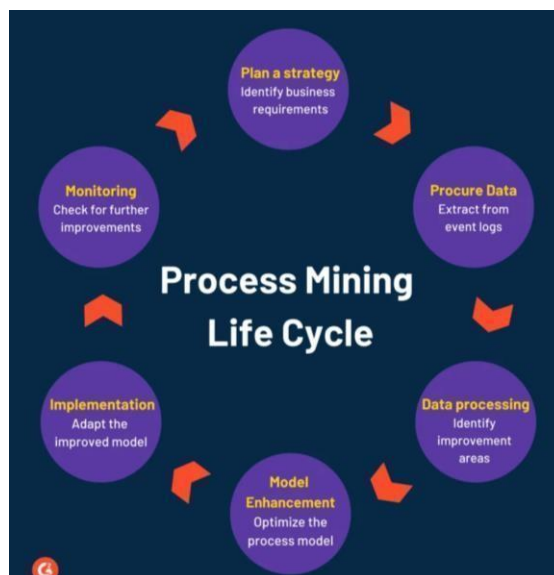 Plan a strategy
Identify business
requirements
Procure Data
Extract from
event logs
Data processing
Identify
improvement
areas
Model
Enhancement
Optimize the
process model
Implementation
Adapt the
improved model
Monitoring
Check for further
improvements
Process Mining
Life Cycle